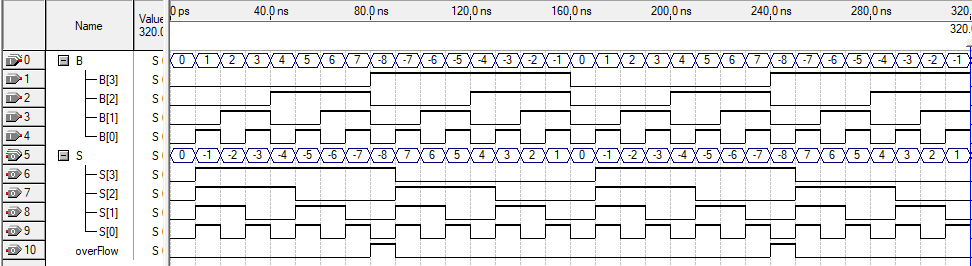 0 ps 40.0 ns 80.0 ns 120.0 ns 160.0 ns 200.0 ns 240.0 ns 280.0 ns 320.
Name Value
320.0 320.
0 B S 0 1 2 3 4 5 6 7 -8 -7 -6 -5 -4 -3 -2 -1 0 1 2 3 4 5 6 7 -8 -7 -6 -5 -4 -3 -2 -1
1 B[3] S
2 B[2] S
3 B[1] S
4 B[0] S
5 S S 0 -1 -2 -3 -4 -5 -6 -7 -8 7 6 5 4 3 2 1 0 -1 -2 -3 -4 -5 -6 -7 -8 7 6 5 4 3 2 1
6 S[3] S
7 S[2] S
8 S[1] S
9 S[0] S
10 overFlow S